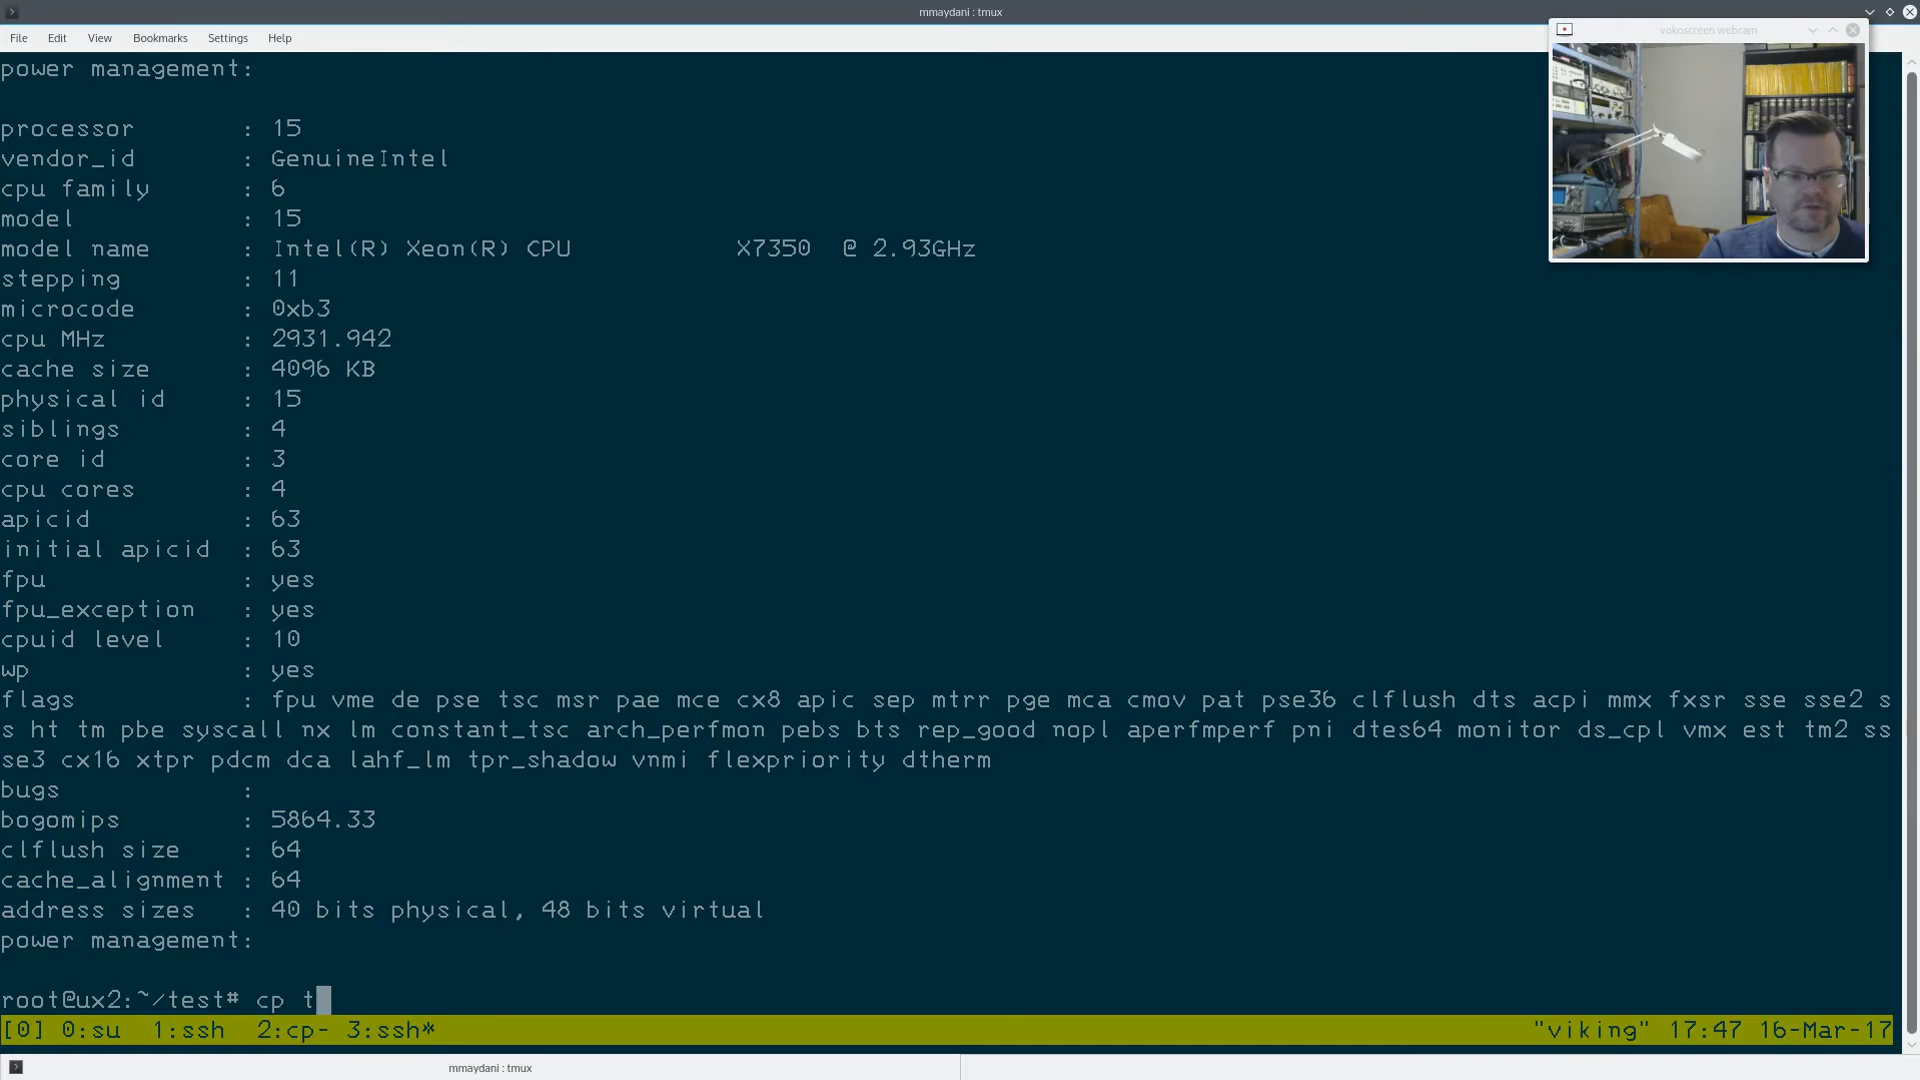 mmaydani : tmux
File Edit View Bookmarks Settings Help
vokoscreen webcam
power management:
processor : 15
vendor_id : GenuineIntel
cpu family : 6
model : 15
model name : Intel(R) Xeon(R) CPU           X7350  @ 2.93GHz
stepping : 11
microcode : 0xb3
cpu MHz : 2931.942
cache size : 4096 KB
physical id : 15
siblings : 4
core id : 3
cpu cores : 4
apicid : 63
initial apicid : 63
fpu : yes
fpu_exception : yes
cpuid level : 10
wp : yes
flags : fpu vme de pse tsc msr pae mce cx8 apic sep mtrr pge mca cmov pat pse36 clflush dts acpi mmx fxsr sse sse2 s
s ht tm pbe syscall nx lm constant_tsc arch_perfmon pebs bts rep_good nopl aperfmperf pni dtes64 monitor ds_cpl vmx est tm2 ss
se3 cx16 xtpr pdcm dca lahf_lm tpr_shadow vnmi flexpriority dtherm
bugs :
bogomips : 5864.33
clflush size : 64
cache_alignment : 64
address sizes : 40 bits physical, 48 bits virtual
power management:
root@ux2:~/test# cp t
[0] 0:su  1:ssh  2:cp- 3:ssh* "viking" 17:47 16-Mar-17
mmaydani : tmux